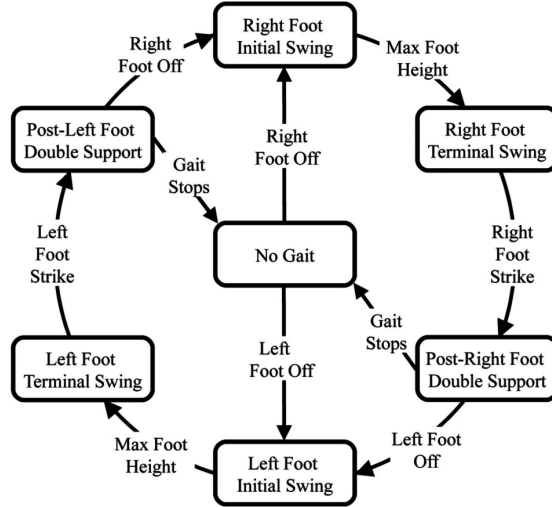 Right Foot
Initial Swing
Right
Foot Off
Max Foot
Height
Post-Left Foot
Double Support
Right Foot
Terminal Swing
Right
Foot Off
Gait
Stops
Left
Foot
Strike
No Gait
Right
Foot
Strike
Gait
Stops
Left
Foot Off
Left Foot
Terminal Swing
Post-Right Foot
Double Support
Max Foot
Height
Left Foot
Off
Left Foot
Initial Swing